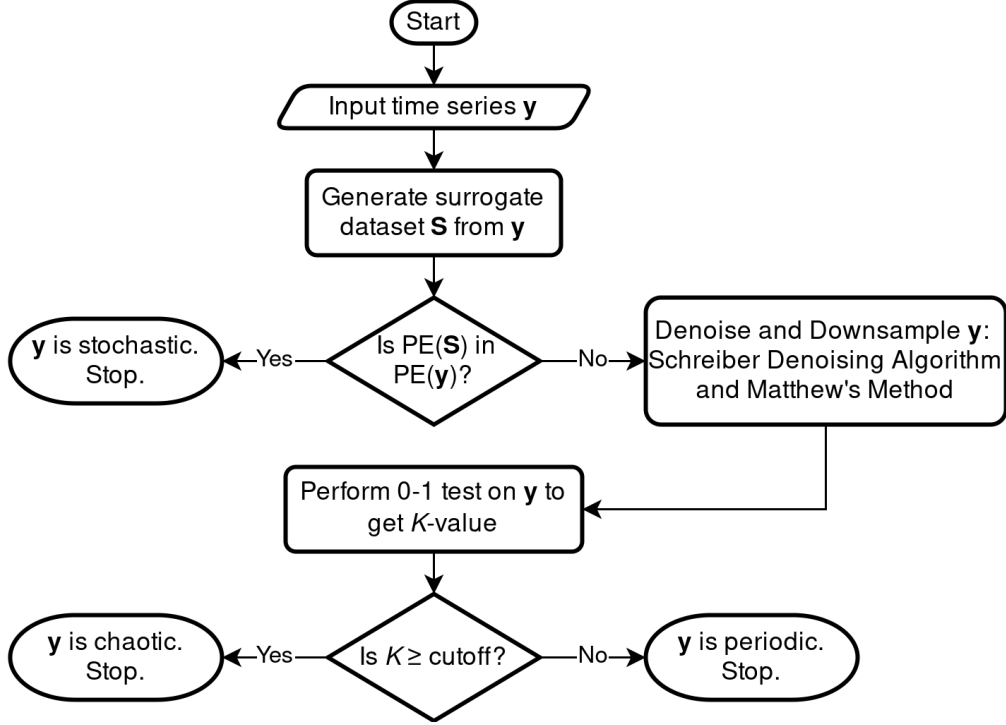 Start
Input time series y
Generate surrogate
dataset S from y
Is PE(S) in
PE(y)?
Yes
No
y is stochastic.
Stop.
Denoise and Downsample y:
Schreiber Denoising Algorithm
and Matthew's Method
Perform 0-1 test on y to
get K-value
Is K ≥ cutoff?
Yes
No
y is chaotic.
Stop.
y is periodic.
Stop.